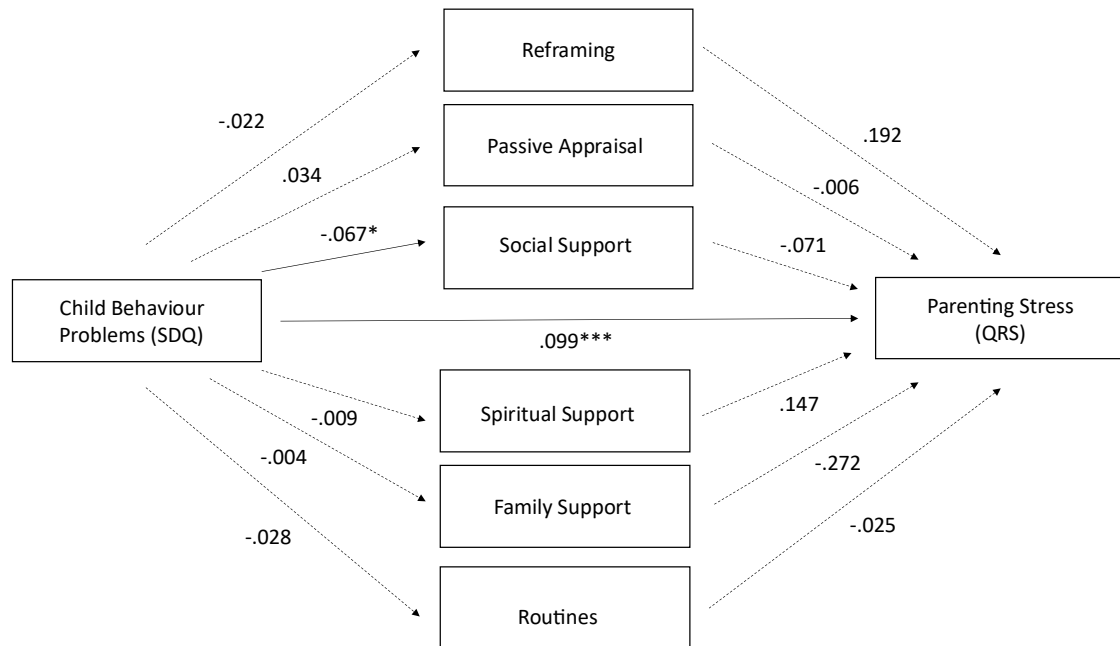 Reframing
-.022
.192
Passive Appraisal
.034
-.006
-.067*
Social Support
-.071
Child Behaviour
Problems (SDQ)
Parenting Stress
(QRS)
.099***
Spiritual Support
-.009
.147
-.004
-.272
Family Support
-.028
-.025
Routines